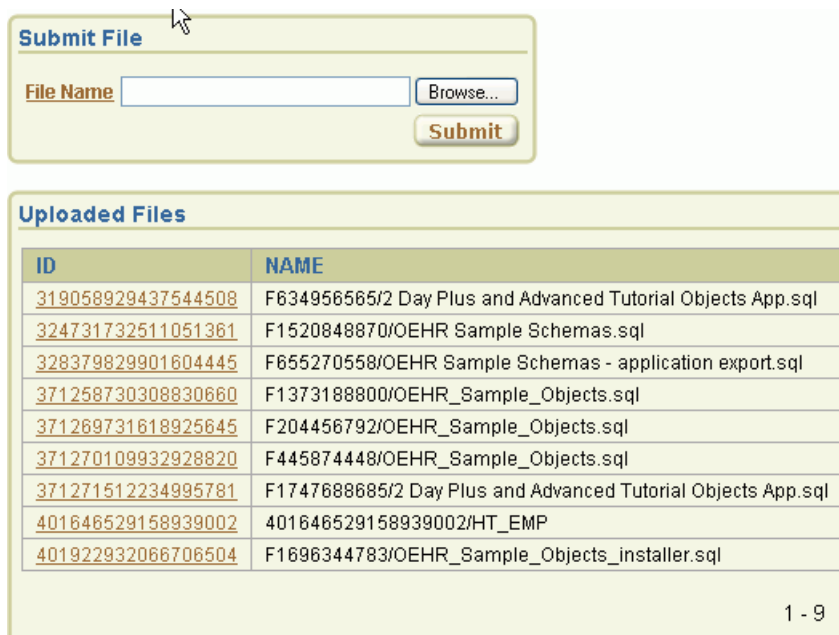 Submit File
File Name Browse...
Submit
Uploaded Files
ID NAME
319058929437544508 F634956565/2 Day Plus and Advanced Tutorial Objects App.sql
324731732511051361 F1520848870/OEHR Sample Schemas.sql
328379829901604445 F655270558/OEHR Sample Schemas - application export.sql
371258730308830660 F1373188800/OEHR_Sample_Objects.sql
371269731618925645 F204456792/OEHR_Sample_Objects.sql
371270109932928820 F445874448/OEHR_Sample_Objects.sql
371271512234995781 F1747688685/2 Day Plus and Advanced Tutorial Objects App.sql
401646529158939002 401646529158939002/HT_EMP
401922932066706504 F1696344783/OEHR_Sample_Objects_installer.sql
1 - 9